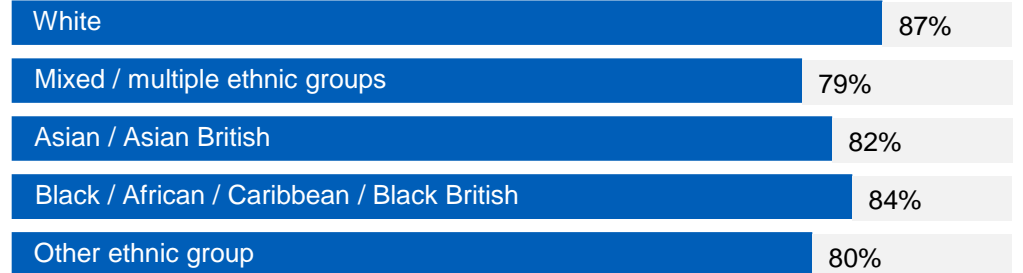 White 87%
Mixed / multiple ethnic groups 79%
Asian / Asian British 82%
Black / African / Caribbean / Black British 84%
Other ethnic group 80%